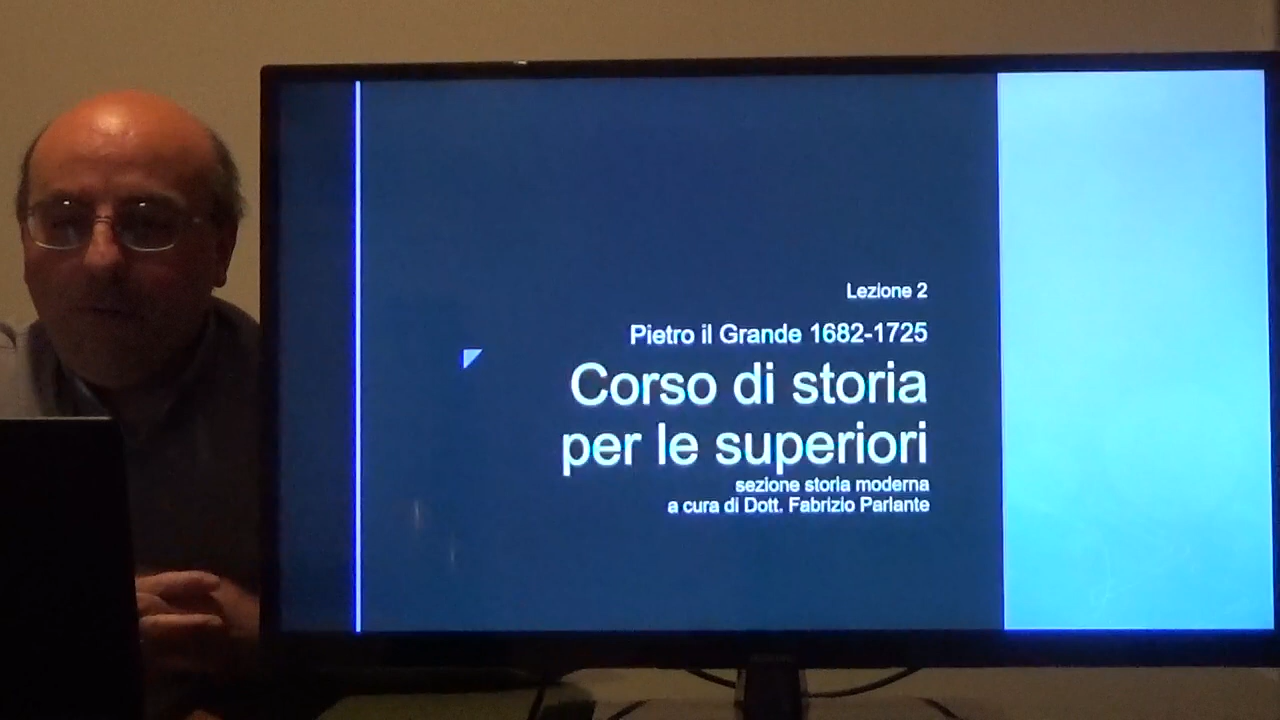 Lezione 2
Pietro il Grande 1682-1725
Corso di storia
per le superiori
sezione storia moderna
a cura di Dott. Fabrizio Parlante